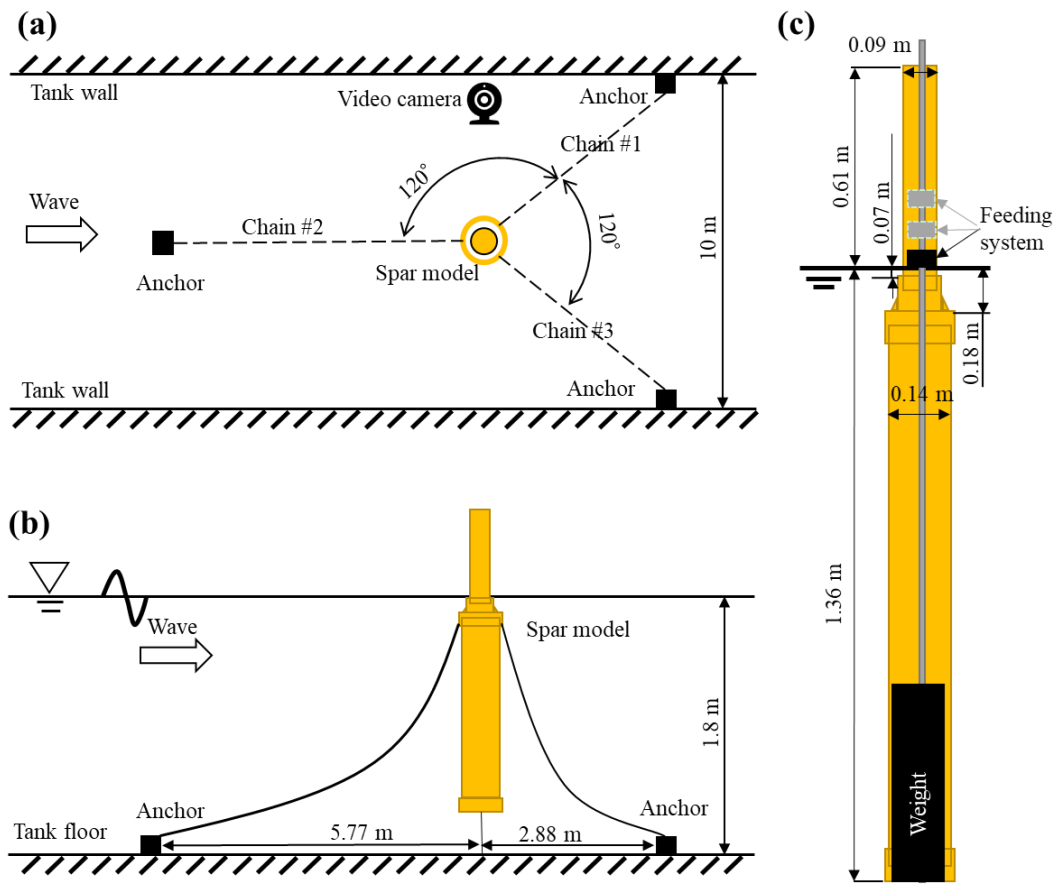 (a)
Tank wall
Video camera
Anchor
Chain #1
120°
Wave
Chain #2
120°
10 m
Anchor
Spar model
Chain #3
Tank wall
Anchor
(b)
Wave
Spar model
1.8 m
Anchor
Anchor
Tank floor
5.77 m
2.88 m
(c)
0.09 m
0.61 m
0.07 m
Feeding
system
0.18 m
0.14 m
1.36 m
Weight